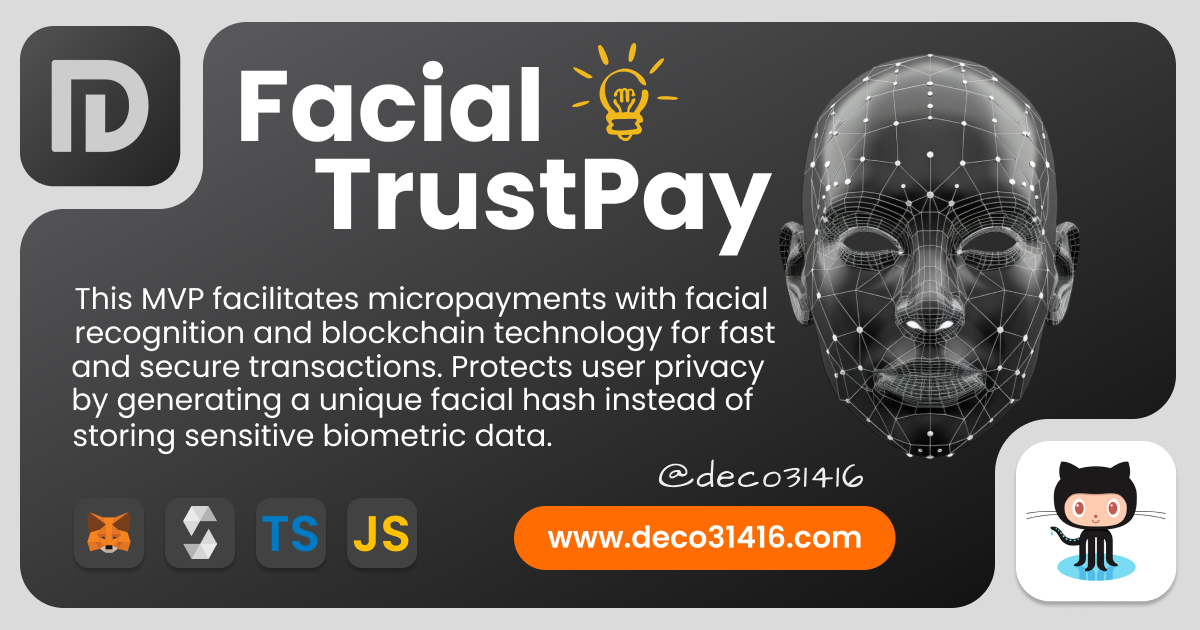 Facial
TrustPay
This MVP facilitates micropayments with facial
recognition and blockchain technology for fast
and secure transactions. Protects user privacy
by generating a unique facial hash instead of
storing sensitive biometric data.
@deco31416
TS
JS
www.deco31416.com